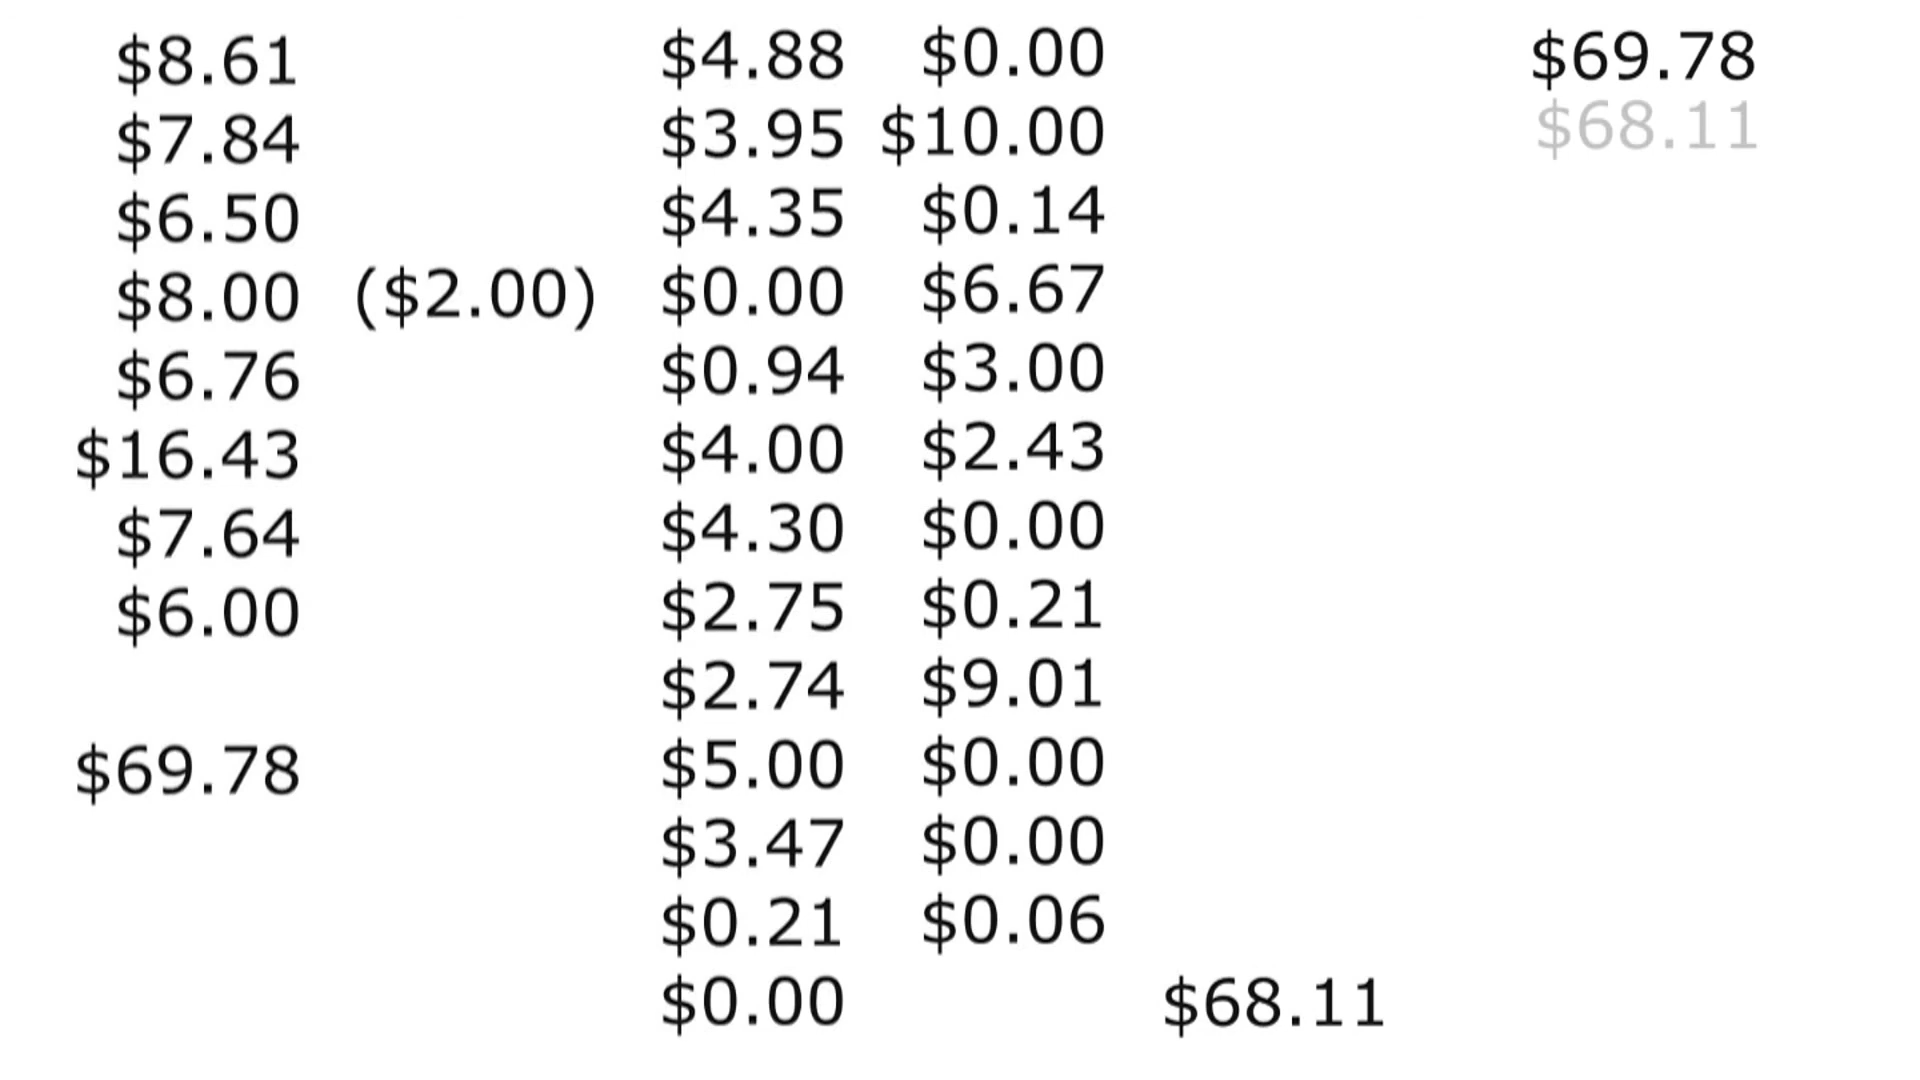 $8.61 $4.88 $0.00 $69.78
$7.84 $3.95 $10.00 $68.11
$6.50 $4.35 $0.14
$8.00 ($2.00) $0.00 $6.67
$6.76 $0.94 $3.00
$16.43 $4.00 $2.43
$7.64 $4.30 $0.00
$6.00 $2.75 $0.21
$2.74 $9.01
$69.78 $5.00 $0.00
$3.47 $0.00
$0.21 $0.06
$0.00 $68.11